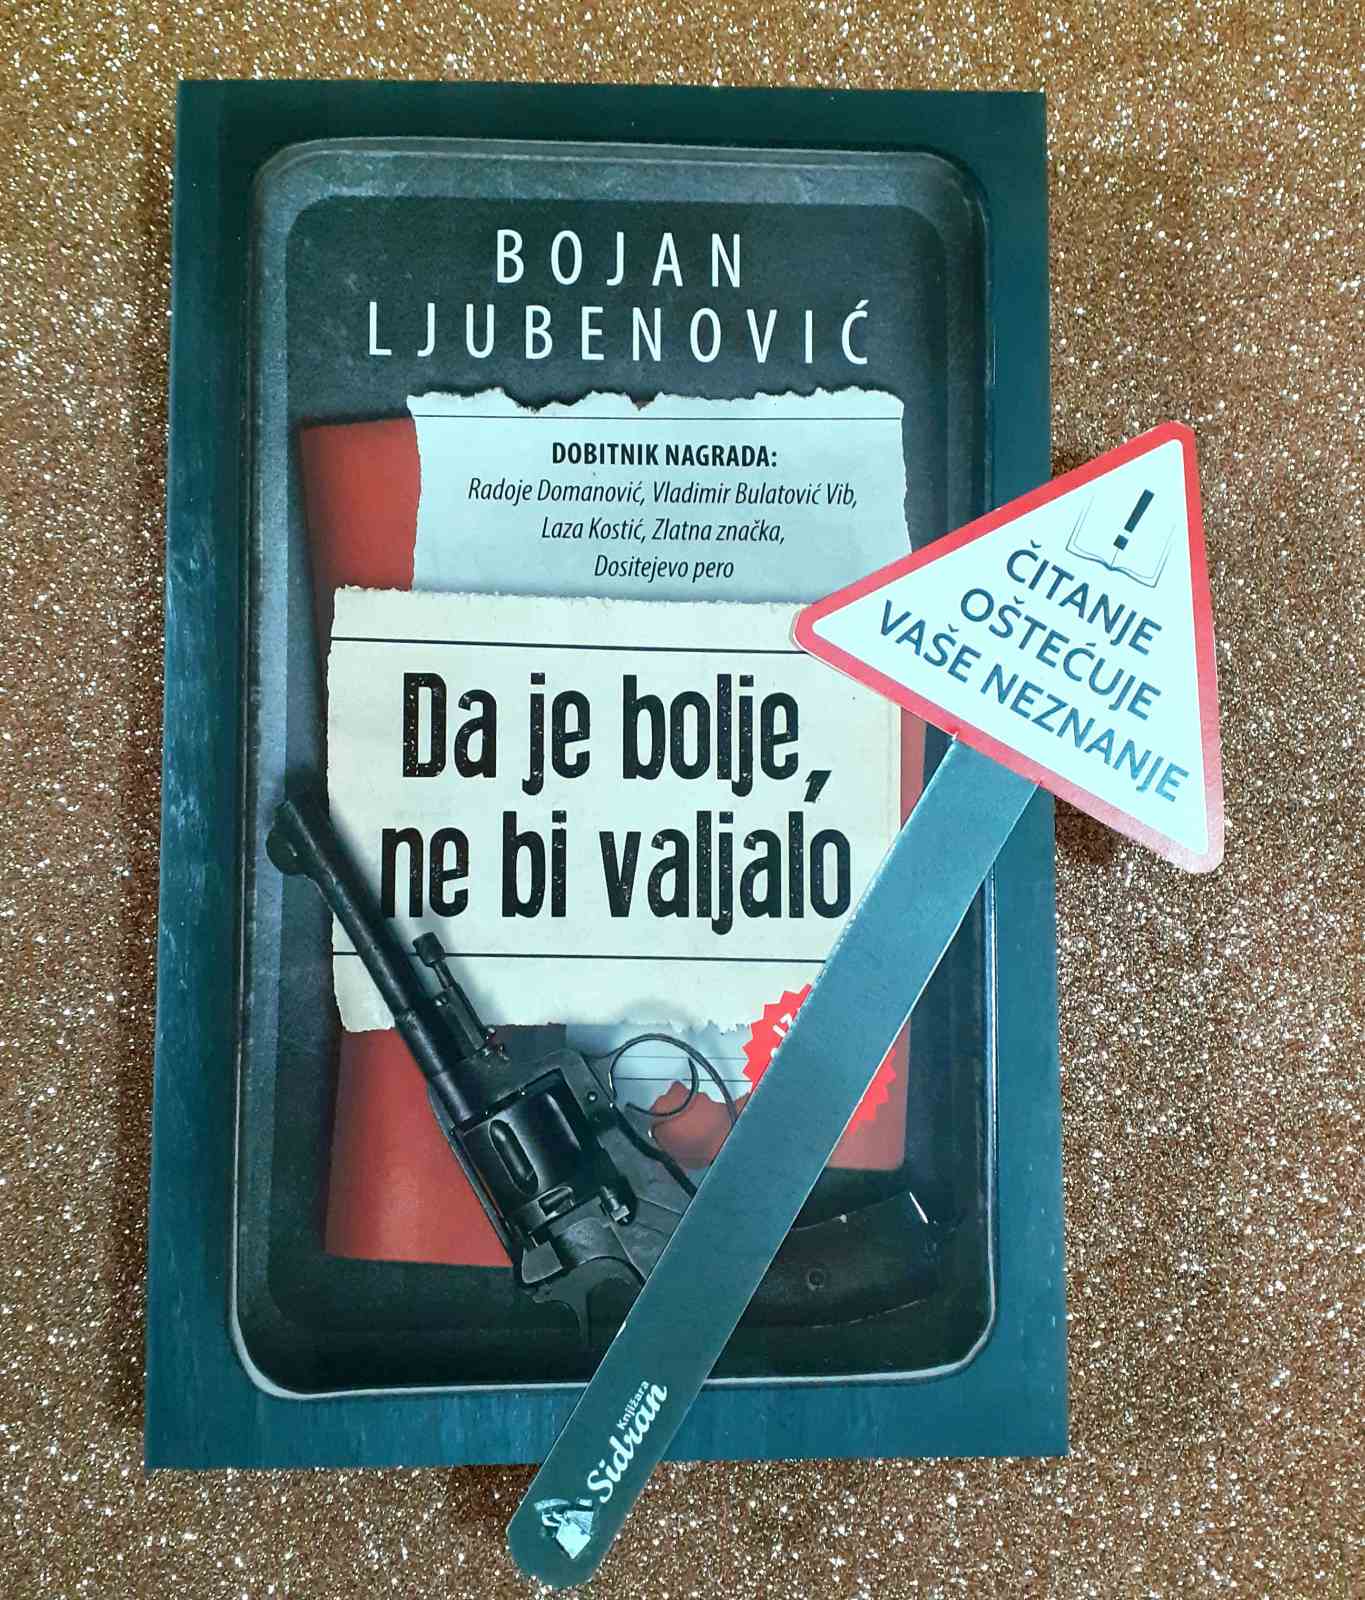 BOJAN
LJUBENOVIĆ
DOBITNIK NAGRADA:
Radoje Domanović, Vladimir Bulatović Vib,
Laza Kostić, Zlatna značka,
Dositejevo pero
Da je bolje,
ne bi valjalo
!
ČITANJE
OŠTEĆUJE
VAŠE NEZNANJE
Knjižara
Sidran